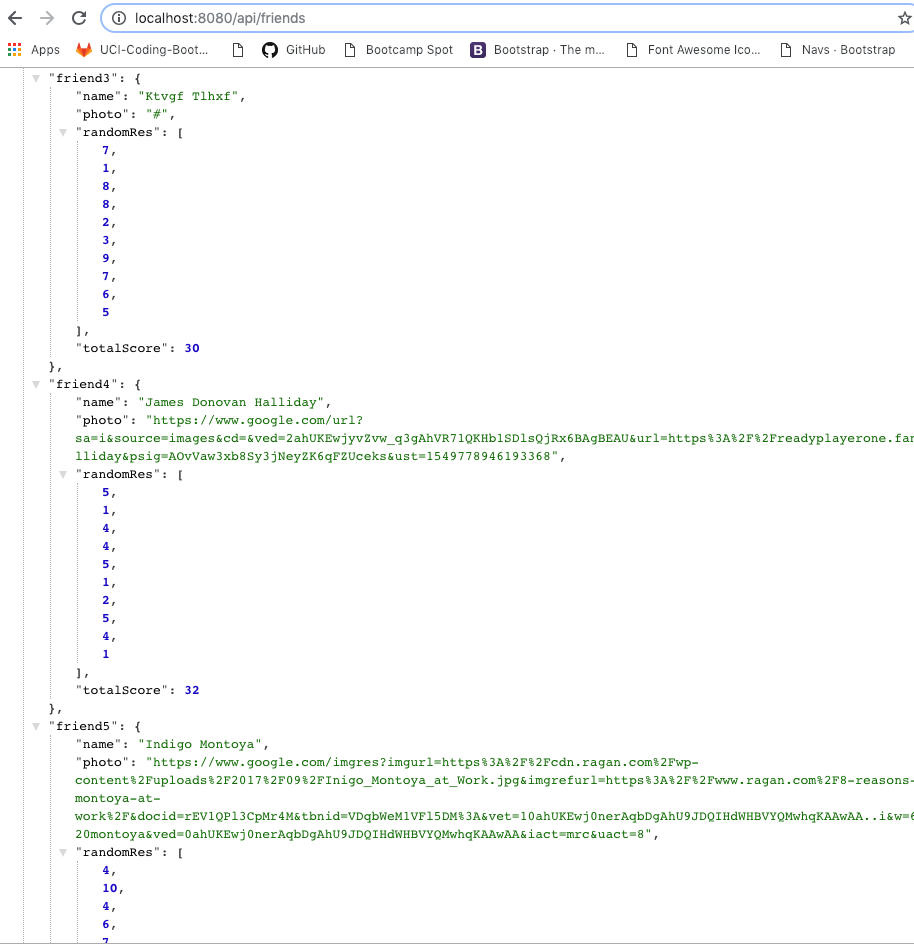 localhost:8080/api/friends
Apps UCI-Coding-Boot... GitHub Bootcamp Spot B Bootstrap · The m... Font Awesome Ico... Navs · Bootstrap
"friend3": {
"name": "Ktvgf Tlhxf",
"photo": "#",
"randomRes": [
7,
1,
8,
8,
2,
3,
9,
7,
6,
5
],
"totalScore": 30
},
"friend4": {
"name": "James Donovan Halliday",
"photo": "https://www.google.com/url?
sa=i&source=images&cd=&ved=2ahUKEwjyvZvw_q3gAhVR71QKHb1SDlsQjRx6BAgBEAU&url=https%3A%2F%2Freadyplayerone.fan
lliday&psig=AOvVaw3xb8Sy3jNeyZK6qFZUceks&ust=1549778946193368",
"randomRes": [
5,
1,
4,
4,
5,
1,
2,
5,
4,
1
],
"totalScore": 32
},
"friend5": {
"name": "Indigo Montoya",
"photo": "https://www.google.com/imgres?imgurl=https%3A%2F%2Fcdn.ragan.com%2Fwp-
content%2Fuploads%2F2017%2F09%2FInigo_Montoya_at_Work.jpg&imgrefurl=https%3A%2F%2Fwww.ragan.com%2F8-reasons-
montoya-at-
work%2F&docid=rEV1QPl3CpMr4M&tbnid=VDqbWeM1VFl5DM%3A&vet=10ahUKEwj0nerAqbDgAhU9JDQIHdWHBVYQMwhqKAAwAA..i&w=6
20montoya&ved=0ahUKEwj0nerAqbDgAhU9JDQIHdWHBVYQMwhqKAAwAA&iact=mrc&uact=8",
"randomRes": [
4,
10,
4,
6,
7